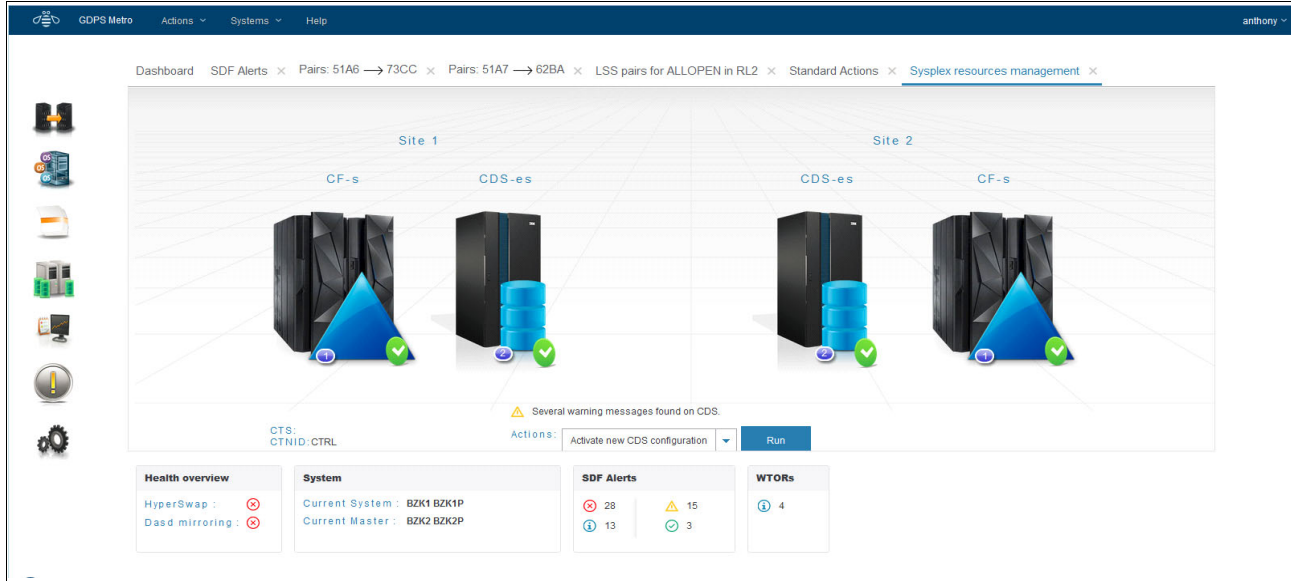 GDPS Metro Actions Systems Help anthony
Dashboard SDF Alerts × Pairs: 51A6 → 73CC × Pairs: 51A7 → 62BA × LSS pairs for ALLOPEN in RL2 × Standard Actions × Sysplex resources management ×
Site 1 Site 2
CF-s CDS-es CDS-es CF-s
1 2 2 1
Several warning messages found on CDS.
CTS:
CTNID:CTRL
Actions: Activate new CDS configuration Run
Health overview System SDF Alerts WTORs
HyperSwap : Current System : BZK1 BZK1P 28 15 4
Dasd mirroring : Current Master : BZK2 BZK2P 13 3